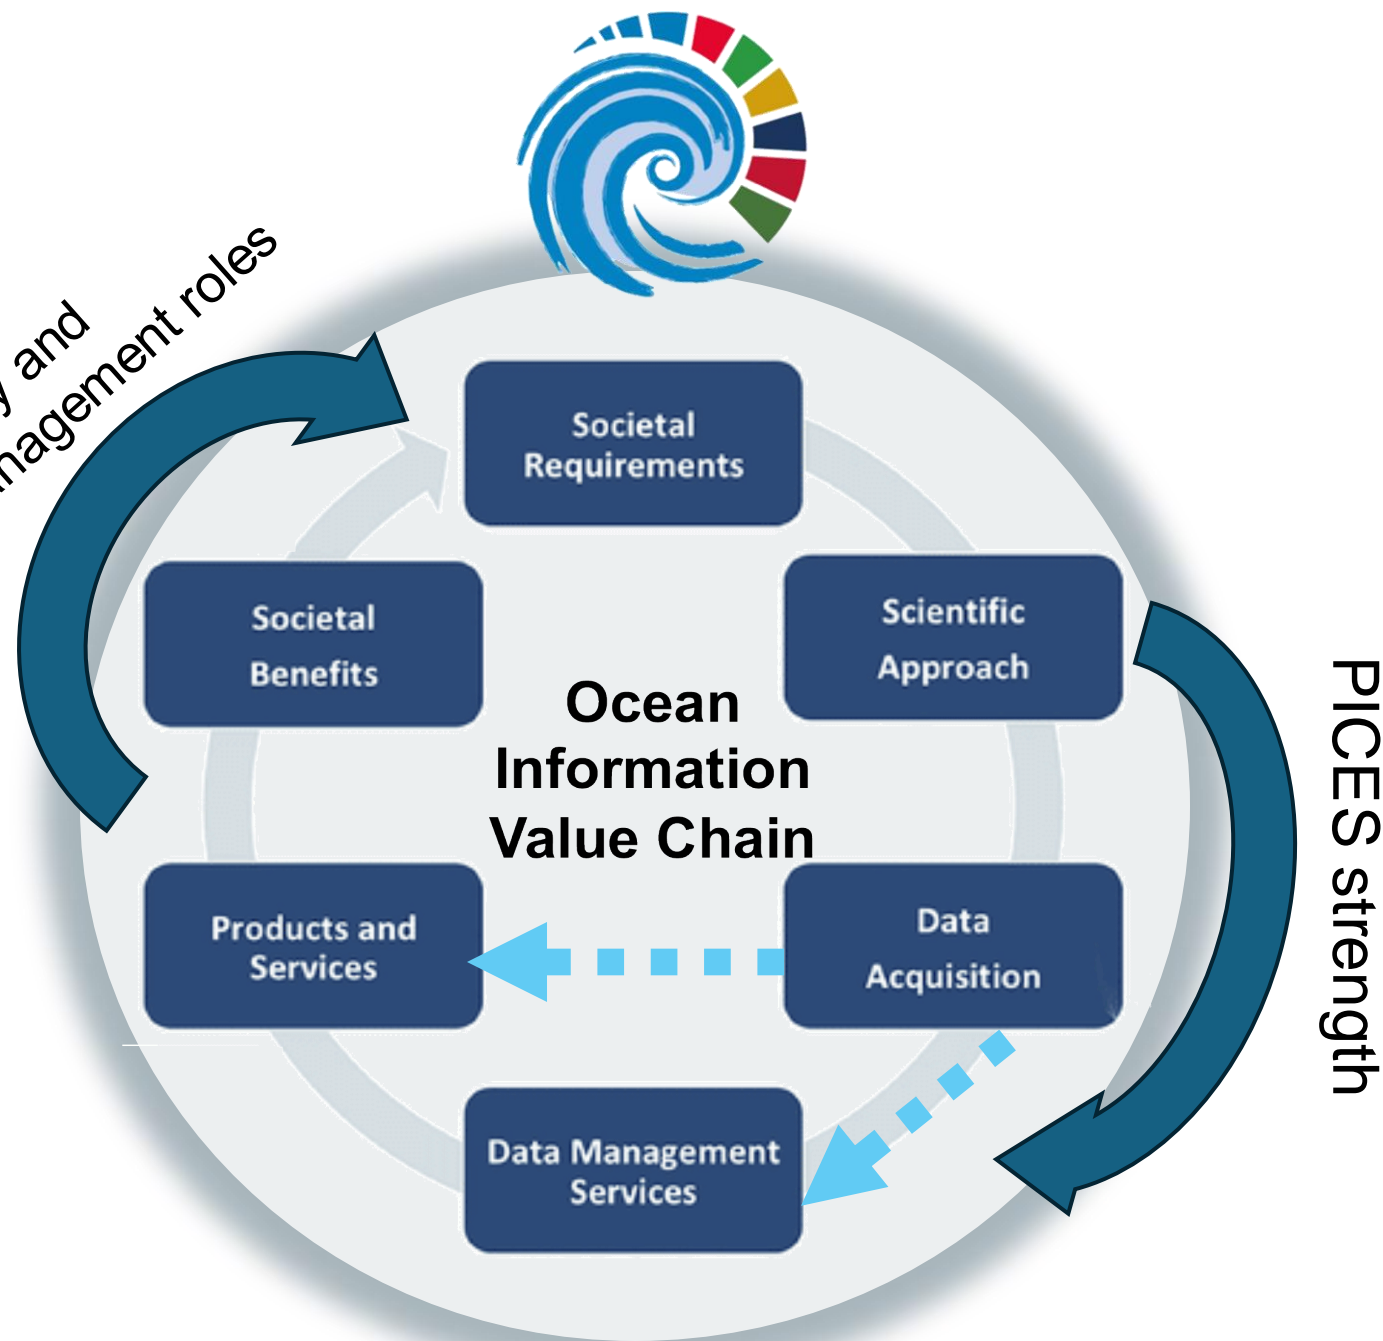 and
management roles
Societal
Requirements
Societal
Benefits
Scientific
Approach
Ocean
Information
Value Chain
Products and
Services
Data
Acquisition
Data Management
Services
PICES strength